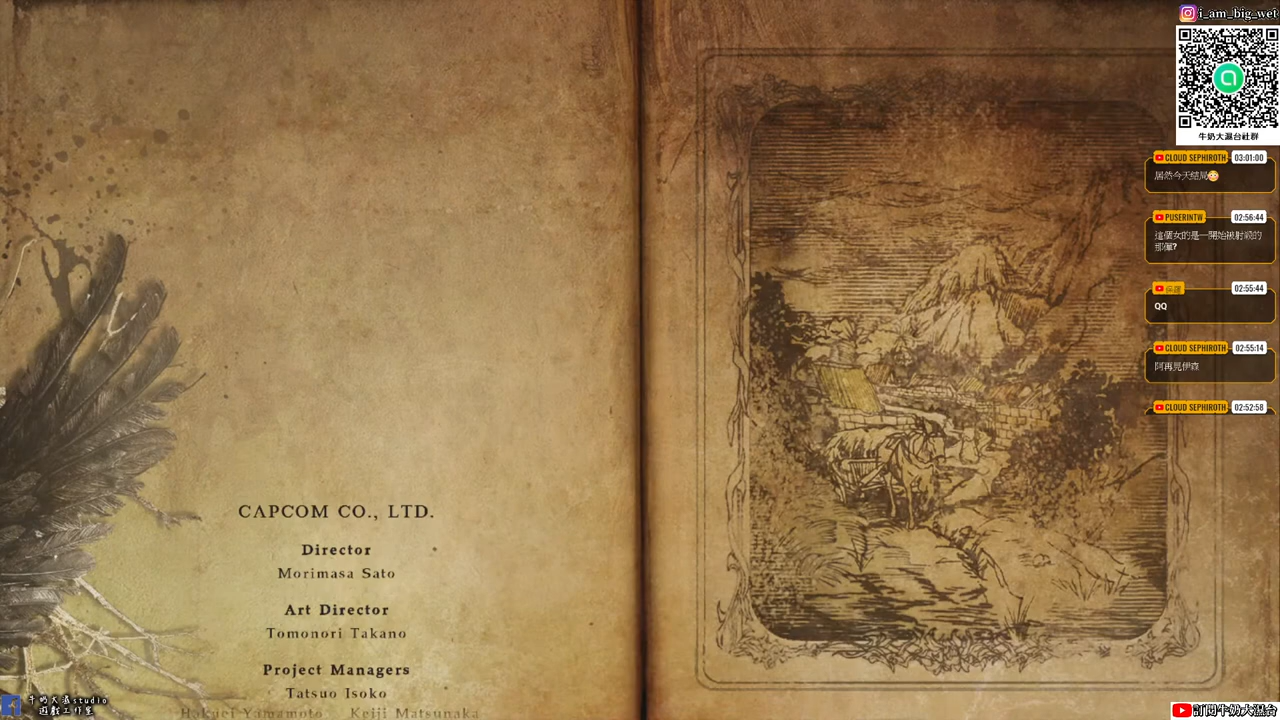 CAPCOM CO., LTD.
Director
Morimasa Sato
Art Director
Tomonori Takano
Project Managers
Tatsuo Isoko
Hakuei Yamamoto Keiji Matsunaka
i_am_big_wet
牛奶大濕台社群
CLOUD SEPHIROTH 03:01:00
居然今天結局
PUSERINTW 02:56:44
這個女的是一開始被射殺的
那個?
02:55:44
QQ
CLOUD SEPHIROTH 02:55:14
阿再見伊森
CLOUD SEPHIROTH 02:52:58
牛奶大濕studio
遊戲工作室
訂閱牛奶大濕台